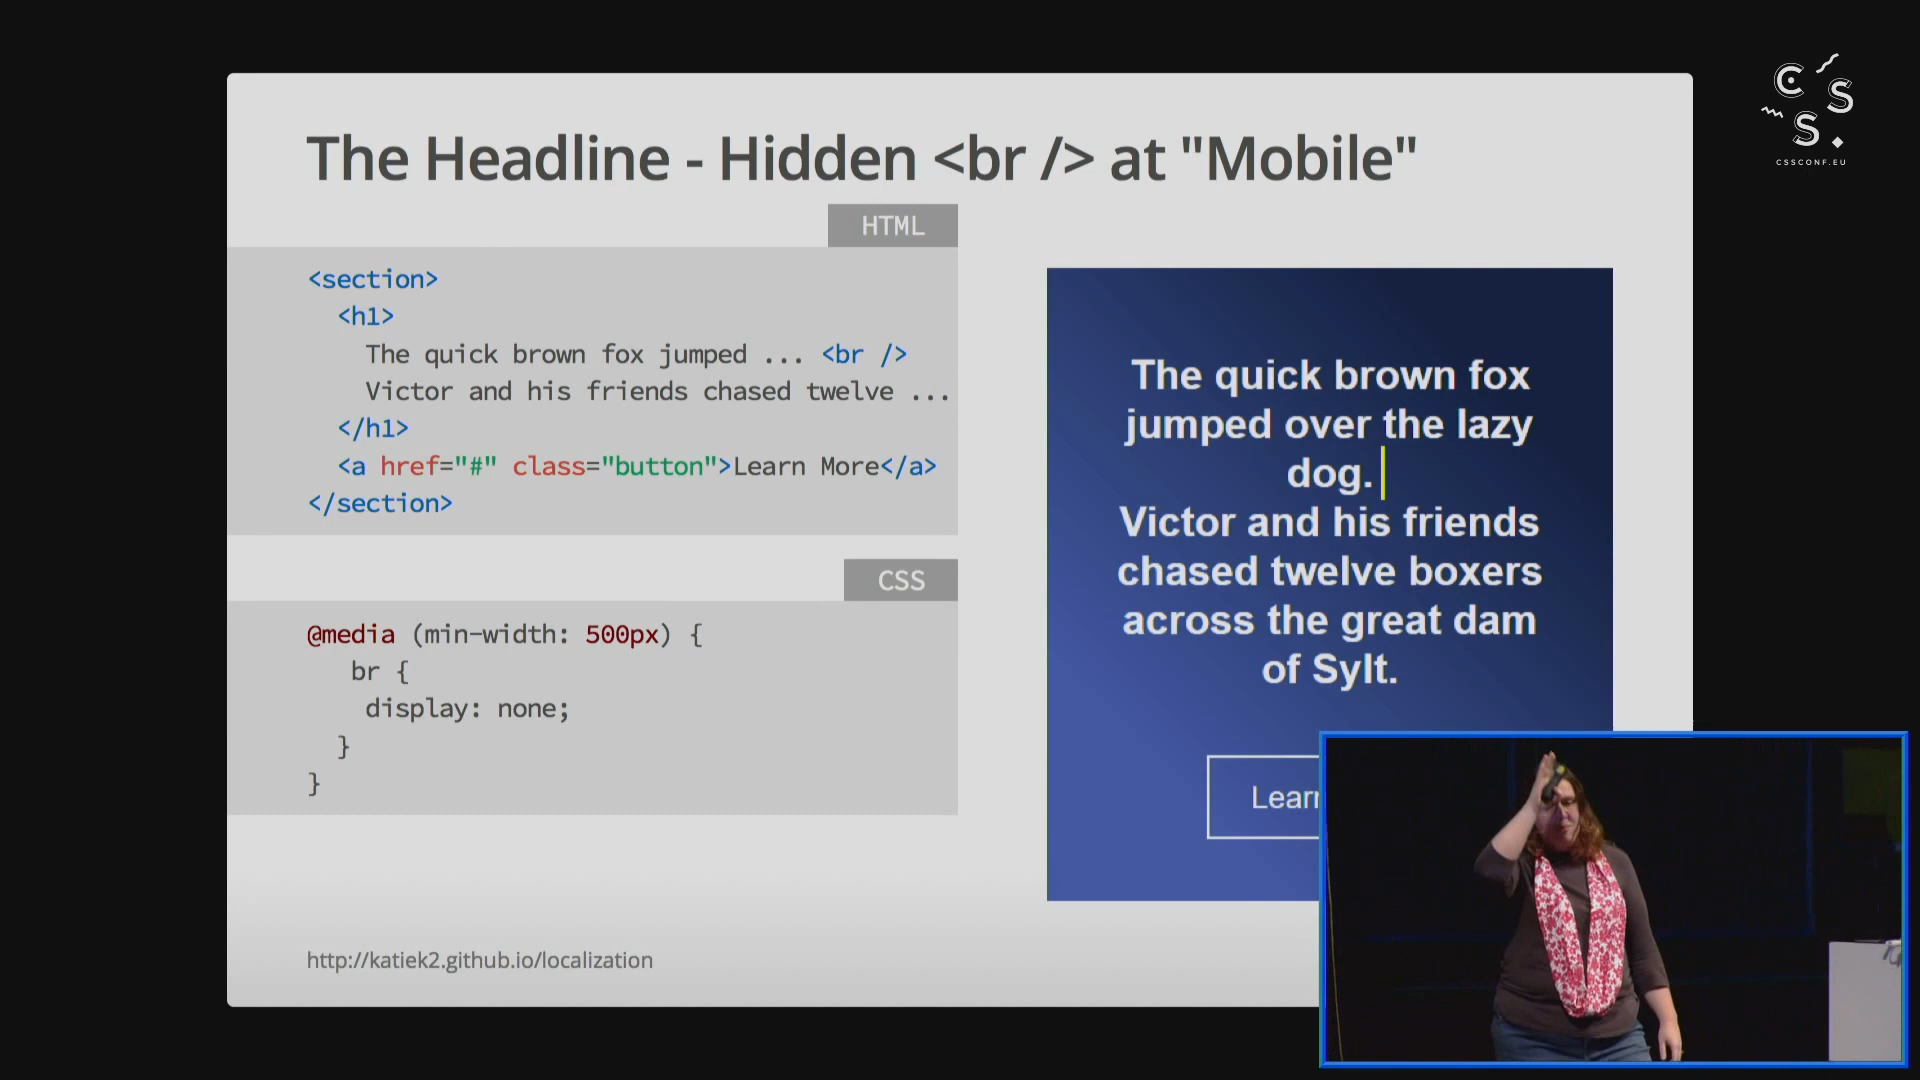 The Headline - Hidden <br /> at "Mobile"
HTML
<section>
<h1>
The quick brown fox jumped ... <br />
Victor and his friends chased twelve ...
</h1>
<a href="#" class="button">Learn More</a>
</section>
CSS
@media (min-width: 500px) {
br {
display: none;
}
}
http://katiek2.github.io/localization
The quick brown fox
jumped over the lazy
dog.
Victor and his friends
chased twelve boxers
across the great dam
of Sylt.
Learn
CSS
CSSCONF.EU